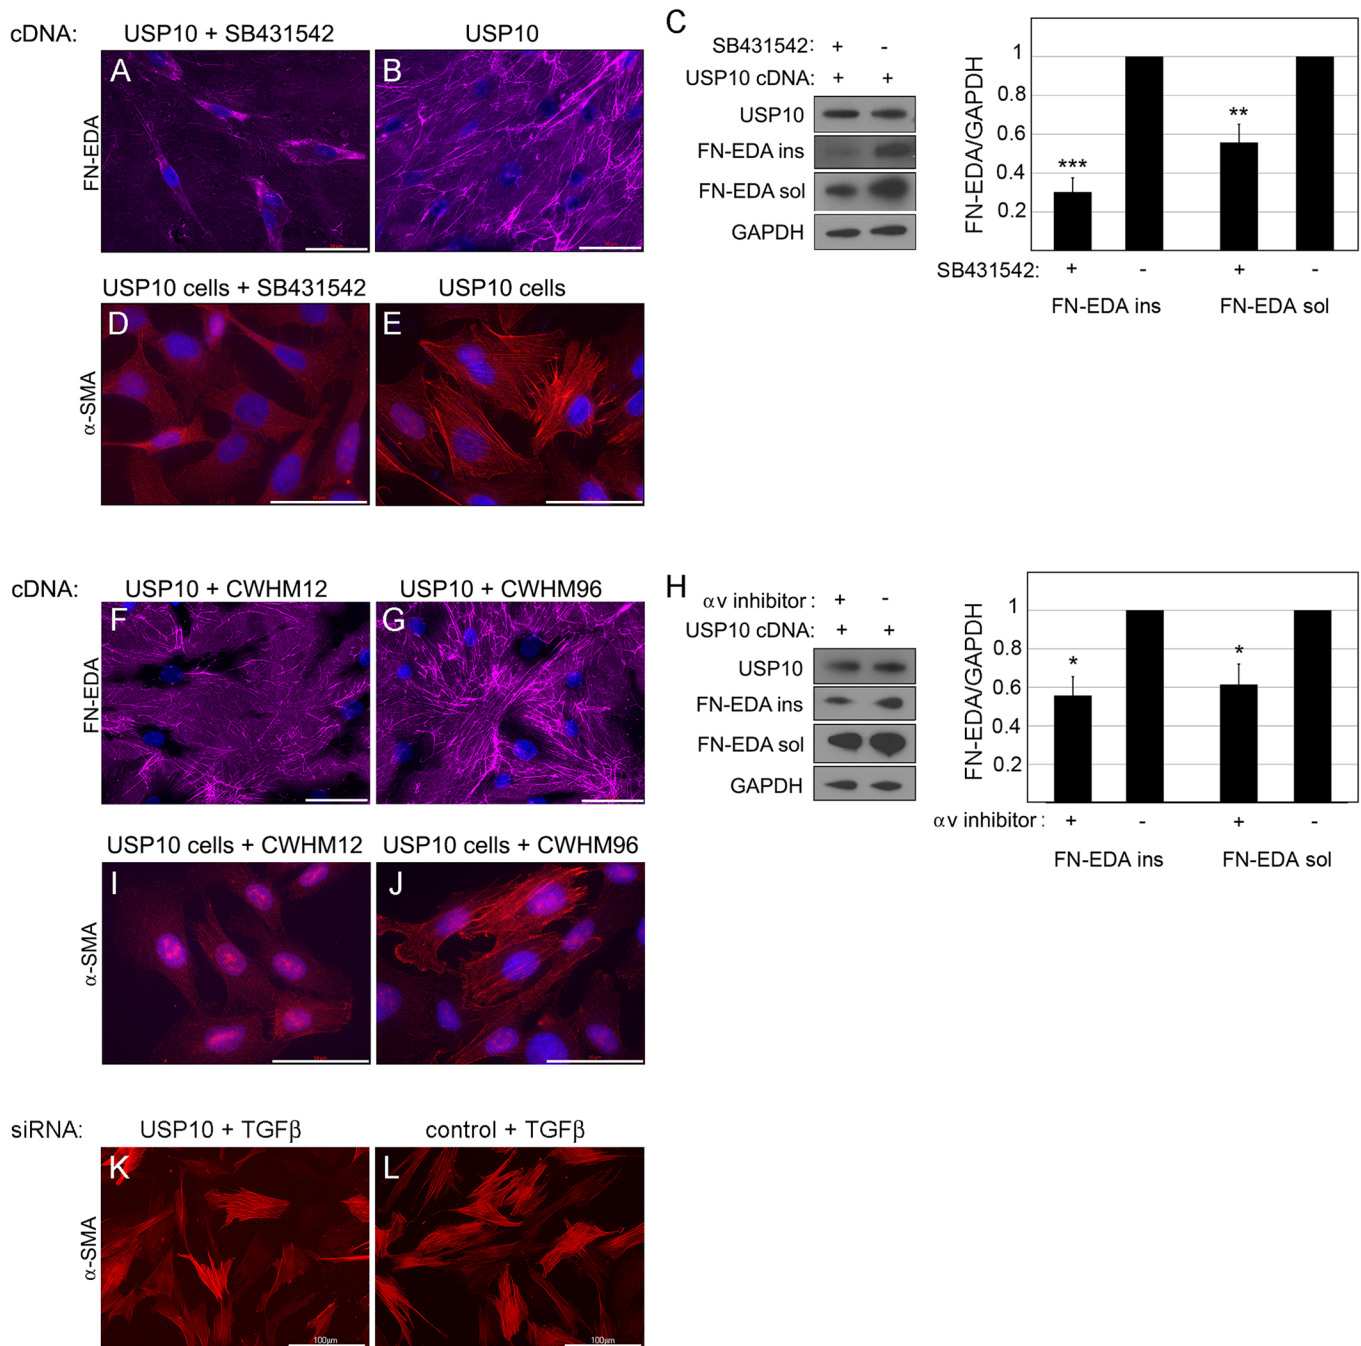 cDNA: USP10 + SB431542 USP10
FN-EDA
A
B
USP10 cells + SB431542 USP10 cells
α-SMA
D
E
C
SB431542: + -
USP10 cDNA: + +
USP10
FN-EDA ins
FN-EDA sol
GAPDH
FN-EDA/GAPDH
1
0.8
0.6
0.4
0.2
***
**
SB431542: + - + -
FN-EDA ins FN-EDA sol
cDNA: USP10 + CWHM12 USP10 + CWHM96
FN-EDA
F
G
USP10 cells + CWHM12 USP10 cells + CWHM96
α-SMA
I
J
H
αv inhibitor : + -
USP10 cDNA: + +
USP10
FN-EDA ins
FN-EDA sol
GAPDH
FN-EDA/GAPDH
1
0.8
0.6
0.4
0.2
*
*
αv inhibitor : + - + -
FN-EDA ins FN-EDA sol
siRNA: USP10 + TGFβ control + TGFβ
α-SMA
K
L
100µm
100µm